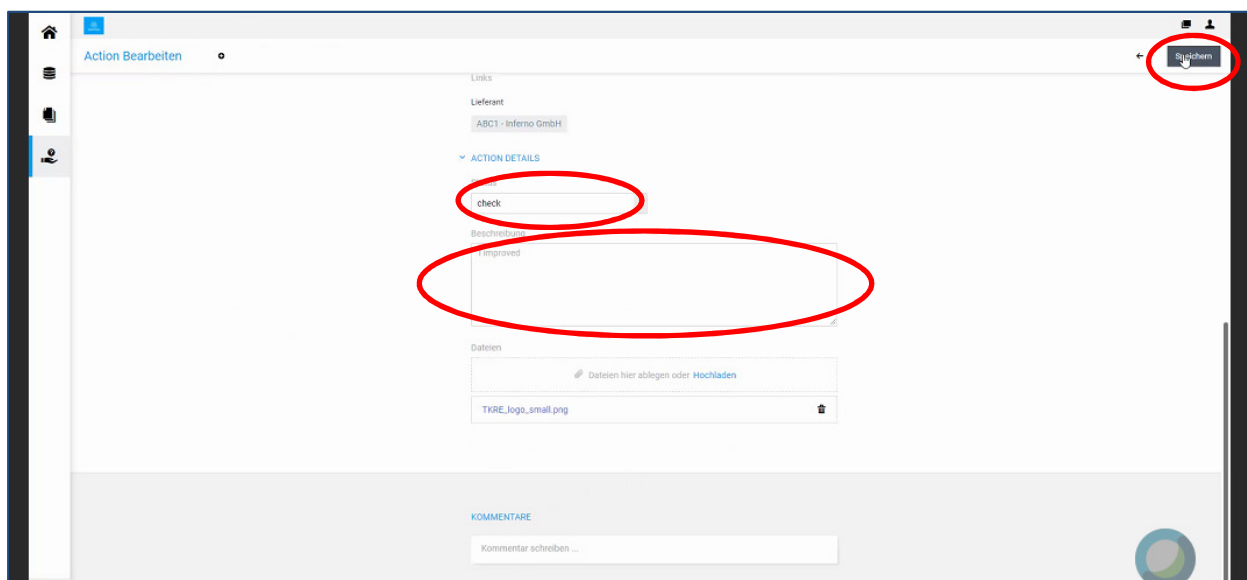 Action Bearbeiten
Speichern
Links
Lieferant
ABC1 - Inferno GmbH
ACTION DETAILS
Status
check
Beschreibung
I improved
Dateien
Dateien hier ablegen oder Hochladen
TKRE_logo_small.png
KOMMENTARE
Kommentar schreiben ...